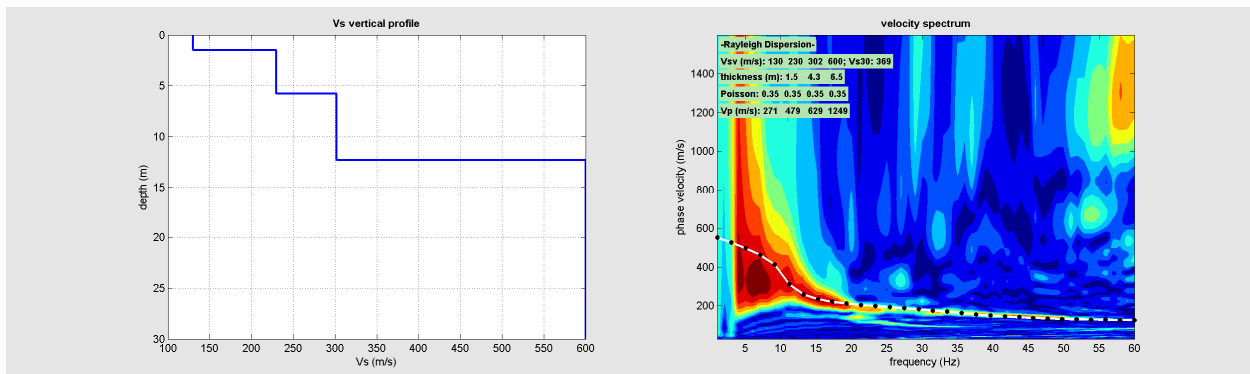 Vs vertical profile
0
5
10
15
20
25
30
depth (m)
100 150 200 250 300 350 400 450 500 550 600
Vs (m/s)
velocity spectrum
-Rayleigh Dispersion-
Vsv (m/s): 130 230 302 600; Vs30: 369
thickness (m): 1.5 4.3 6.5
Poisson: 0.35 0.35 0.35 0.35
Vp (m/s): 271 479 629 1249
1400
1200
1000
800
600
400
200
phase velocity (m/s)
5 10 15 20 25 30 35 40 45 50 55 60
frequency (Hz)